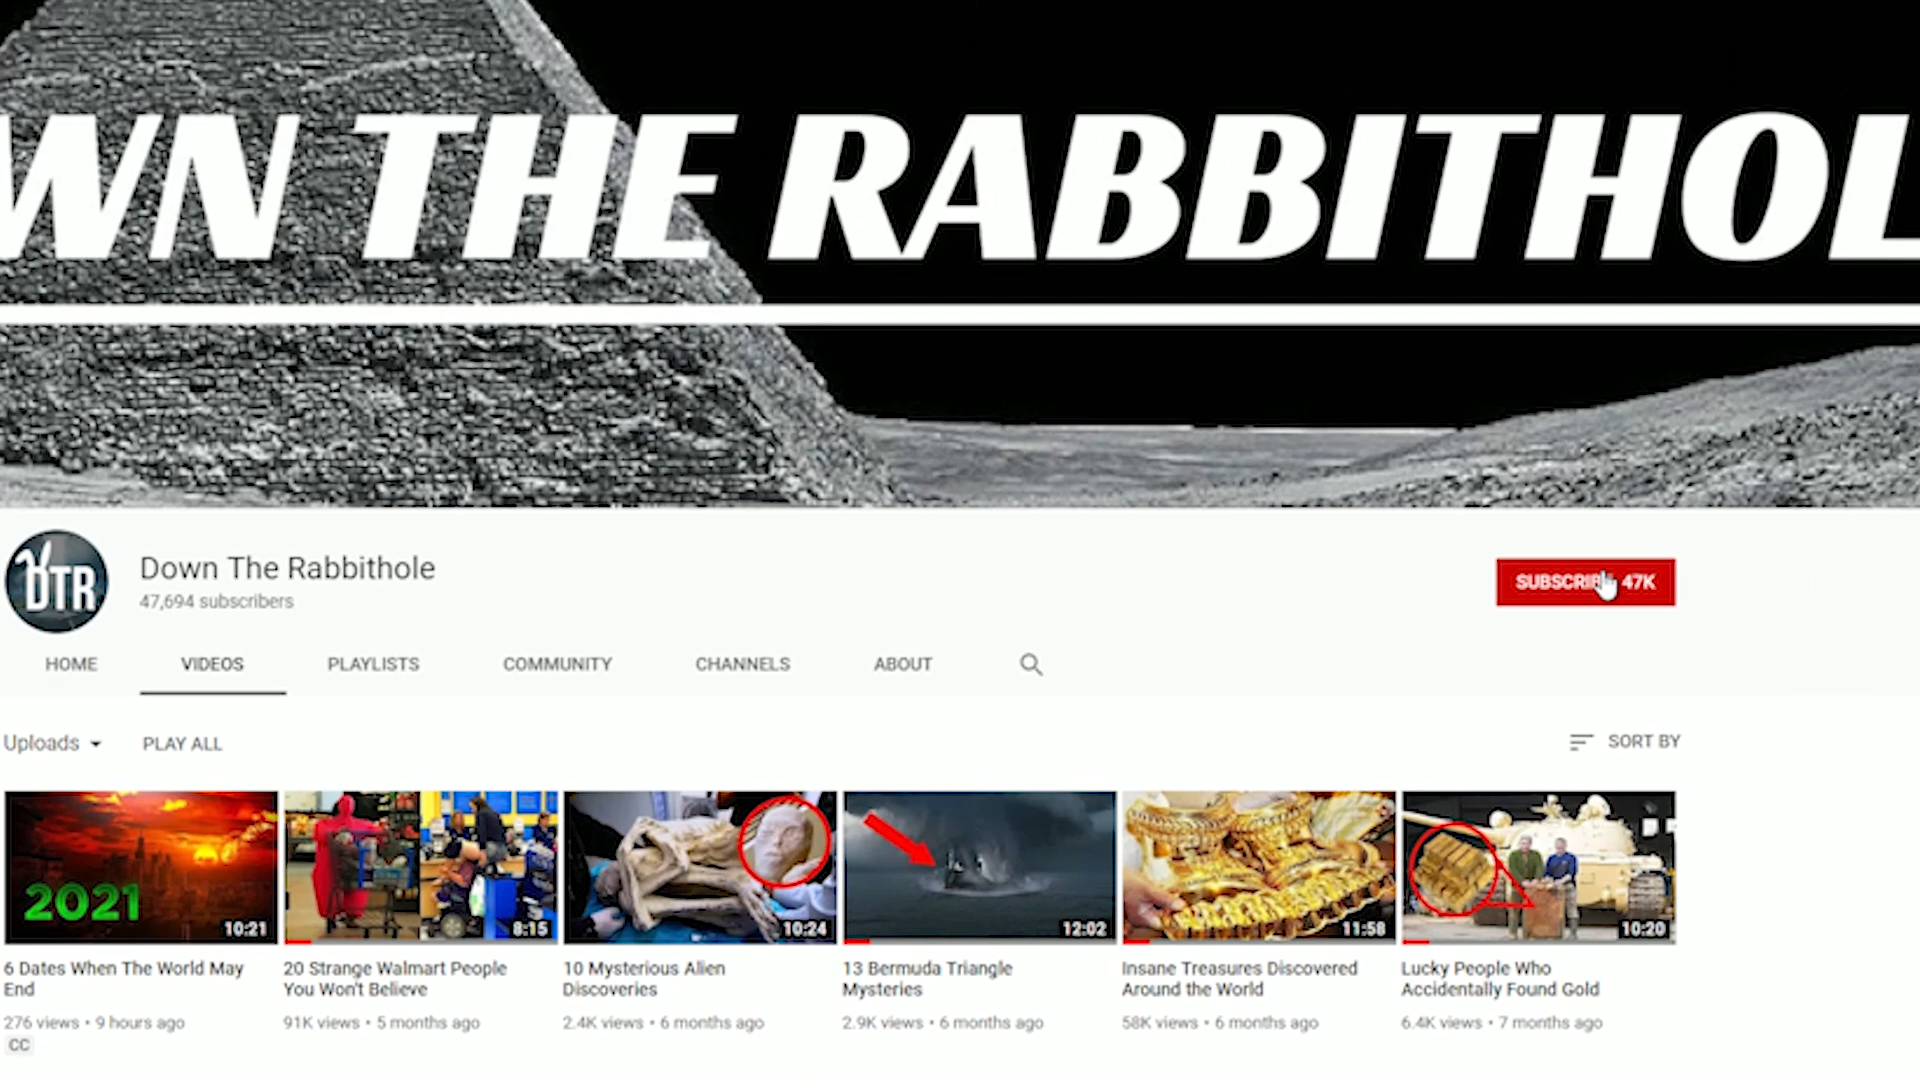 WN THE RABBITHOL
DTR
Down The Rabbithole
47,694 subscribers
SUBSCRIBE 47K
HOME VIDEOS PLAYLISTS COMMUNITY CHANNELS ABOUT
Uploads PLAY ALL SORT BY
2021
10:21 8:15 10:24 12:02 11:58 10:20
6 Dates When The World May
End
276 views • 9 hours ago
CC
20 Strange Walmart People
You Won't Believe
91K views • 5 months ago
10 Mysterious Alien
Discoveries
2.4K views • 6 months ago
13 Bermuda Triangle
Mysteries
2.9K views • 6 months ago
Insane Treasures Discovered
Around the World
58K views • 6 months ago
Lucky People Who
Accidentally Found Gold
6.4K views • 7 months ago